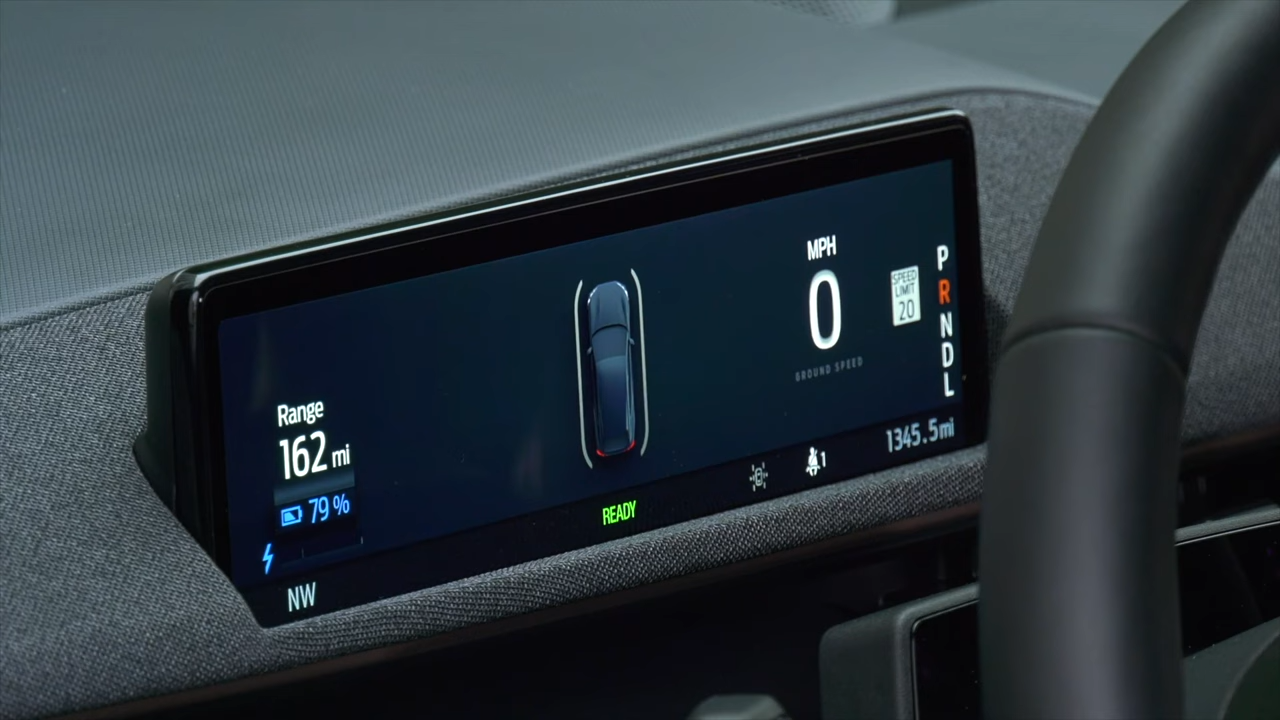 MPH
0
GROUND SPEED
SPEED
LIMIT
20
P
R
N
D
L
Range
162 mi
79 %
1345.5mi
1
READY
NW